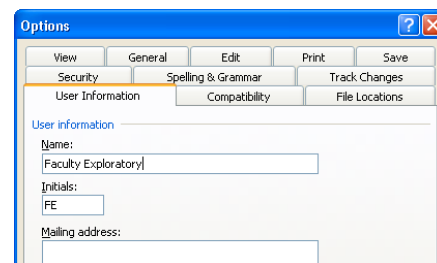 Options
View General Edit Print Save
Security Spelling & Grammar Track Changes
User Information Compatibility File Locations
User information
Name:
Faculty Exploratory
Initials:
FE
Mailing address: